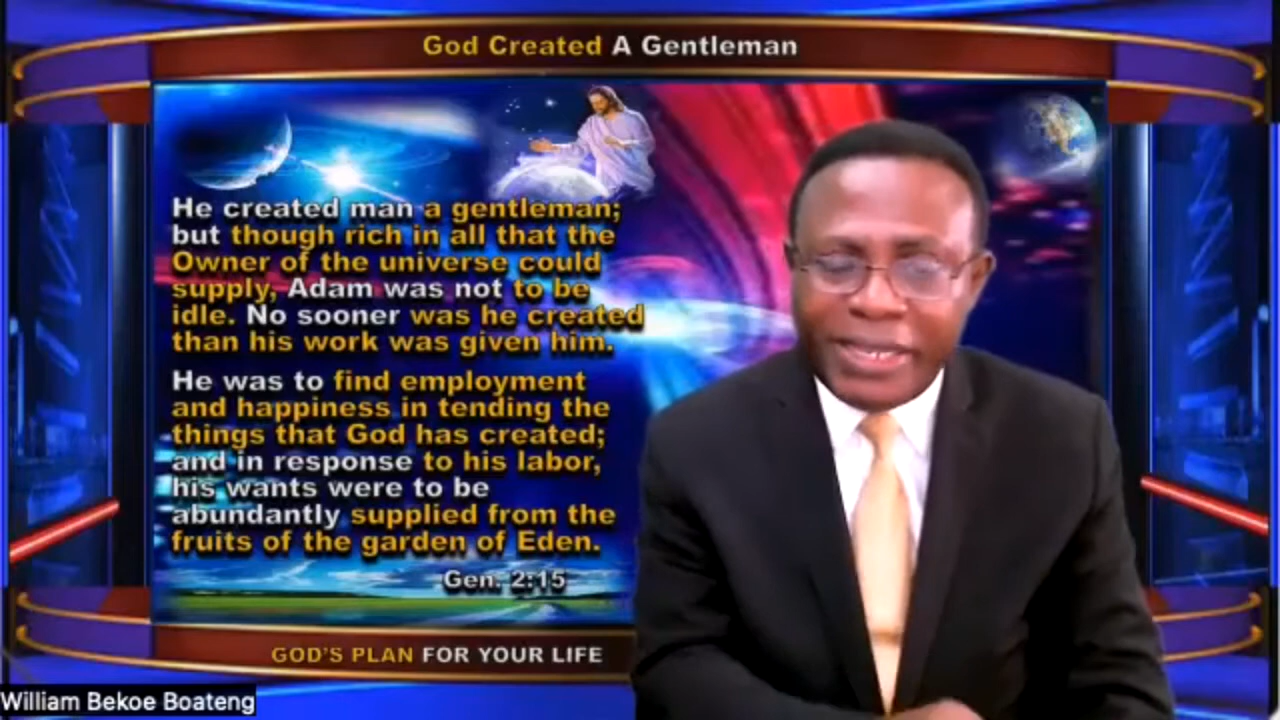 God Created A Gentleman
He created man a gentleman;
but though rich in all that the
Owner of the universe could
supply, Adam was not to be
idle. No sooner was he created
than his work was given him.
He was to find employment
and happiness in tending the
things that God has created;
and in response to his labor,
his wants were to be
abundantly supplied from the
fruits of the garden of Eden.
Gen. 2:15
GOD'S PLAN FOR YOUR LIFE
William Bekoe Boateng